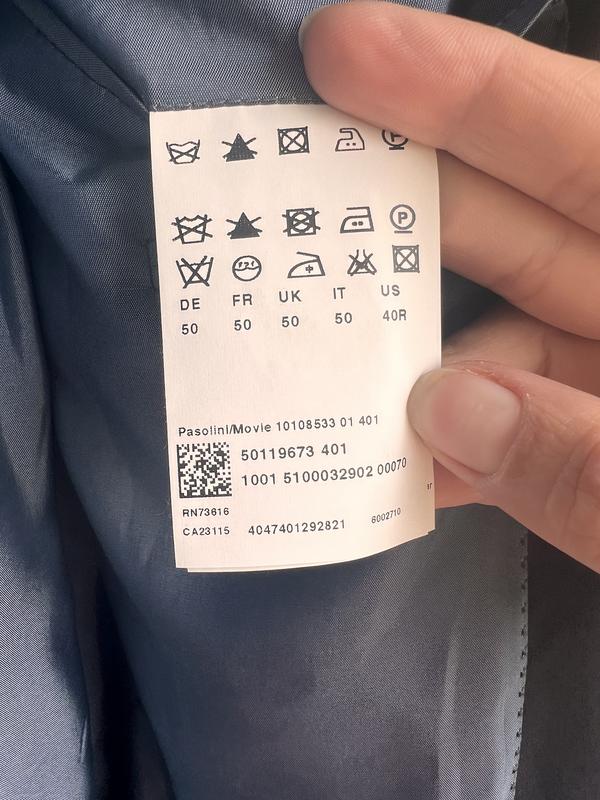 P
P
DE FR UK IT US
50 50 50 50 40R
Pasolini/Movie 10108533 01 401
50119673 401
1001 5100032902 00070
RN73616
CA23115 4047401292821 6002710